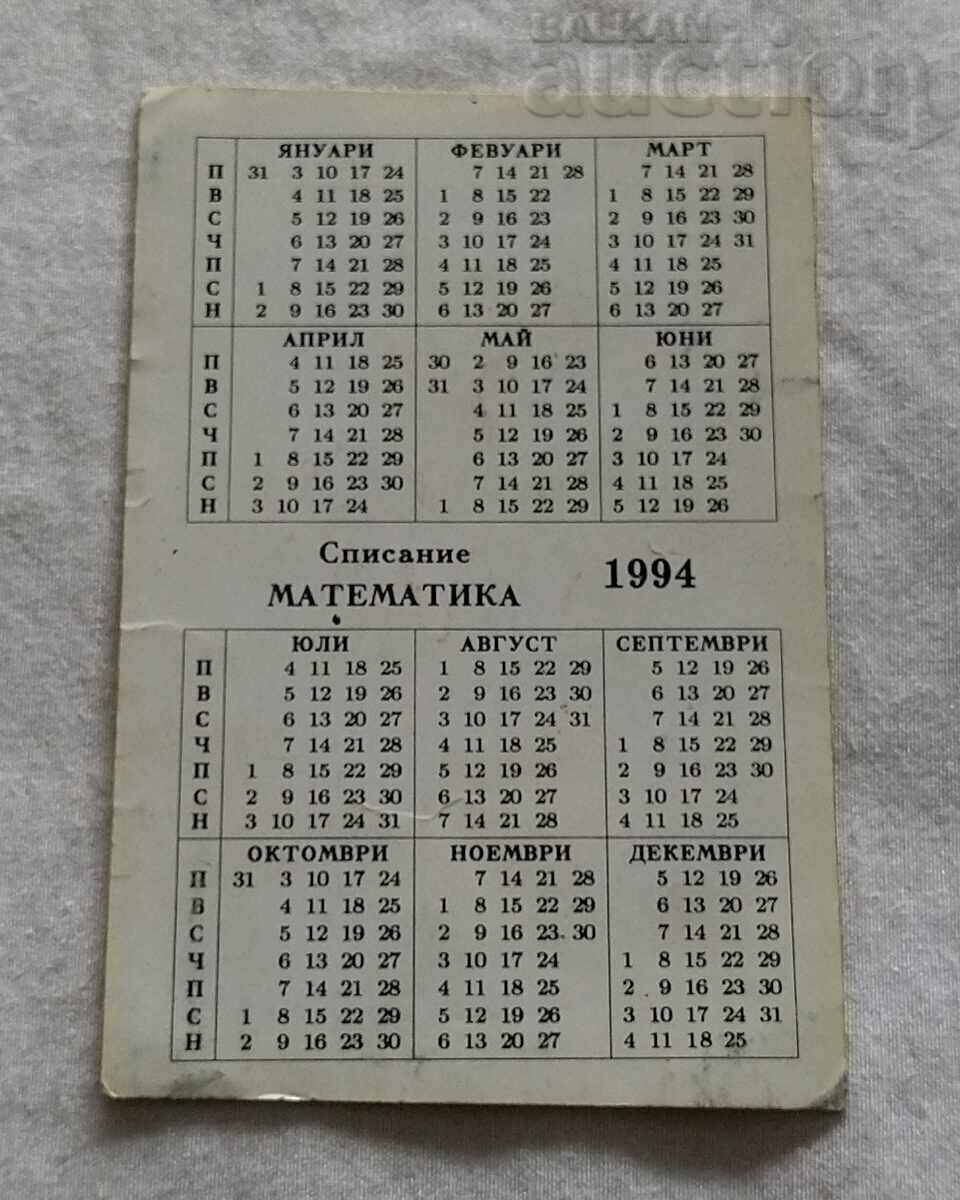 BALKAN
auction
ЯНУАРИ ФЕВУАРИ МАРТ
П 31 3 10 17 24 7 14 21 28 7 14 21 28
В 4 11 18 25 1 8 15 22 1 8 15 22 29
С 5 12 19 26 2 9 16 23 2 9 16 23 30
Ч 6 13 20 27 3 10 17 24 3 10 17 24 31
П 7 14 21 28 4 11 18 25 4 11 18 25
С 1 8 15 22 29 5 12 19 26 5 12 19 26
Н 2 9 16 23 30 6 13 20 27 6 13 20 27
АПРИЛ МАЙ ЮНИ
П 4 11 18 25 30 2 9 16 23 6 13 20 27
В 5 12 19 26 31 3 10 17 24 7 14 21 28
С 6 13 20 27 4 11 18 25 1 8 15 22 29
Ч 7 14 21 28 5 12 19 26 2 9 16 23 30
П 1 8 15 22 29 6 13 20 27 3 10 17 24
С 2 9 16 23 30 7 14 21 28 4 11 18 25
Н 3 10 17 24 1 8 15 22 29 5 12 19 26
Списание
МАТЕМАТИКА 1994
ЮЛИ АВГУСТ СЕПТЕМВРИ
П 4 11 18 25 1 8 15 22 29 5 12 19 26
В 5 12 19 26 2 9 16 23 30 6 13 20 27
С 6 13 20 27 3 10 17 24 31 7 14 21 28
Ч 7 14 21 28 4 11 18 25 1 8 15 22 29
П 1 8 15 22 29 5 12 19 26 2 9 16 23 30
С 2 9 16 23 30 6 13 20 27 3 10 17 24
Н 3 10 17 24 31 7 14 21 28 4 11 18 25
ОКТОМВРИ НОЕМВРИ ДЕКЕМВРИ
П 31 3 10 17 24 7 14 21 28 5 12 19 26
В 4 11 18 25 1 8 15 22 29 6 13 20 27
С 5 12 19 26 2 9 16 23 30 7 14 21 28
Ч 6 13 20 27 3 10 17 24 1 8 15 22 29
П 7 14 21 28 4 11 18 25 2 9 16 23 30
С 1 8 15 22 29 5 12 19 26 3 10 17 24 31
Н 2 9 16 23 30 6 13 20 27 4 11 18 25